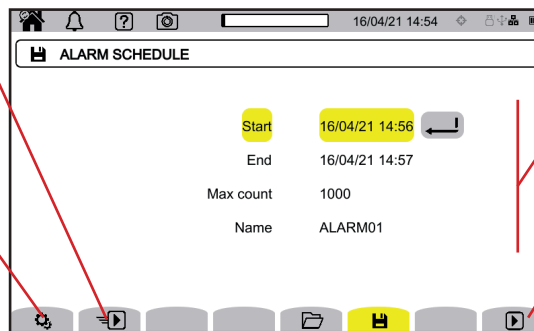 16/04/21 14:54
ALARM SCHEDULE
Start 16/04/21 14:56
End 16/04/21 14:57
Max count 1000
Name ALARM01